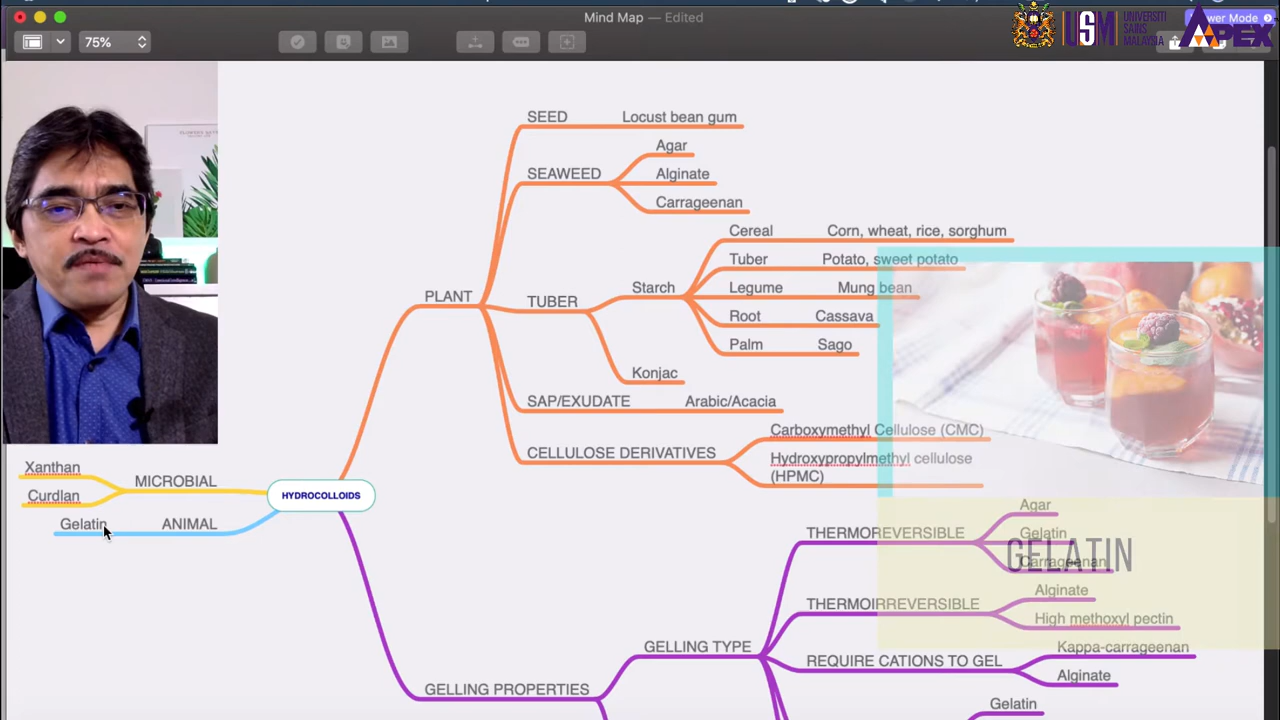 Mind Map — Edited
75%
wer Mode
USM
UNIVERSITI
SAINS
MALAYSIA
APEX
SEED
Locust bean gum
SEAWEED
Agar
Alginate
Carrageenan
PLANT
TUBER
Starch
Cereal
Corn, wheat, rice, sorghum
Tuber
Potato, sweet potato
Legume
Mung bean
Root
Cassava
Palm
Sago
Konjac
SAP/EXUDATE
Arabic/Acacia
CELLULOSE DERIVATIVES
Carboxymethyl Cellulose (CMC)
Hydroxypropylmethyl cellulose
(HPMC)
Xanthan
MICROBIAL
Curdlan
HYDROCOLLOIDS
Gelatin
ANIMAL
THERMOREVERSIBLE
Agar
Gelatin
Carrageenan
GELATIN
THERMOIRREVERSIBLE
Alginate
High methoxyl pectin
GELLING TYPE
REQUIRE CATIONS TO GEL
Kappa-carrageenan
Alginate
GELLING PROPERTIES
Gelatin